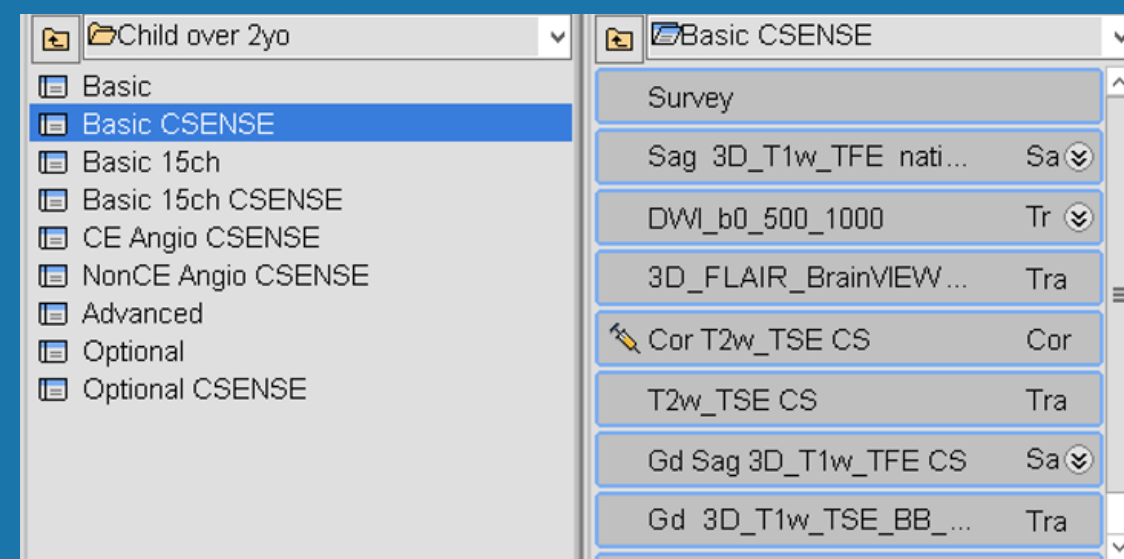 Child over 2yo
Basic
Basic CSENSE
Basic 15ch
Basic 15ch CSENSE
CE Angio CSENSE
NonCE Angio CSENSE
Advanced
Optional
Optional CSENSE
Basic CSENSE
Survey
Sag 3D_T1w_TFE nati... Sa
DWI_b0_500_1000 Tr
3D_FLAIR_BrainVIEW... Tra
Cor T2w_TSE CS Cor
T2w_TSE CS Tra
Gd Sag 3D_T1w_TFE CS Sa
Gd 3D_T1w_TSE_BB_... Tra